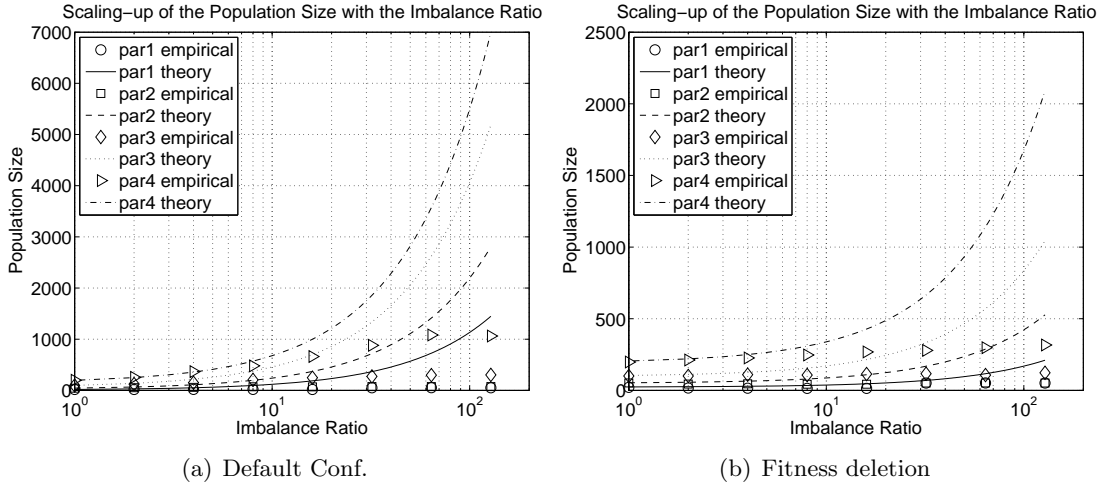 Scaling−up of the Population Size with the Imbalance Ratio
7000
6000
5000
4000
3000
2000
1000
0
Population Size
par1 empirical
par1 theory
par2 empirical
par2 theory
par3 empirical
par3 theory
par4 empirical
par4 theory
10^0
10^1
10^2
Imbalance Ratio
(a) Default Conf.
Scaling−up of the Population Size with the Imbalance Ratio
2500
2000
1500
1000
500
0
Population Size
par1 empirical
par1 theory
par2 empirical
par2 theory
par3 empirical
par3 theory
par4 empirical
par4 theory
10^0
10^1
10^2
Imbalance Ratio
(b) Fitness deletion